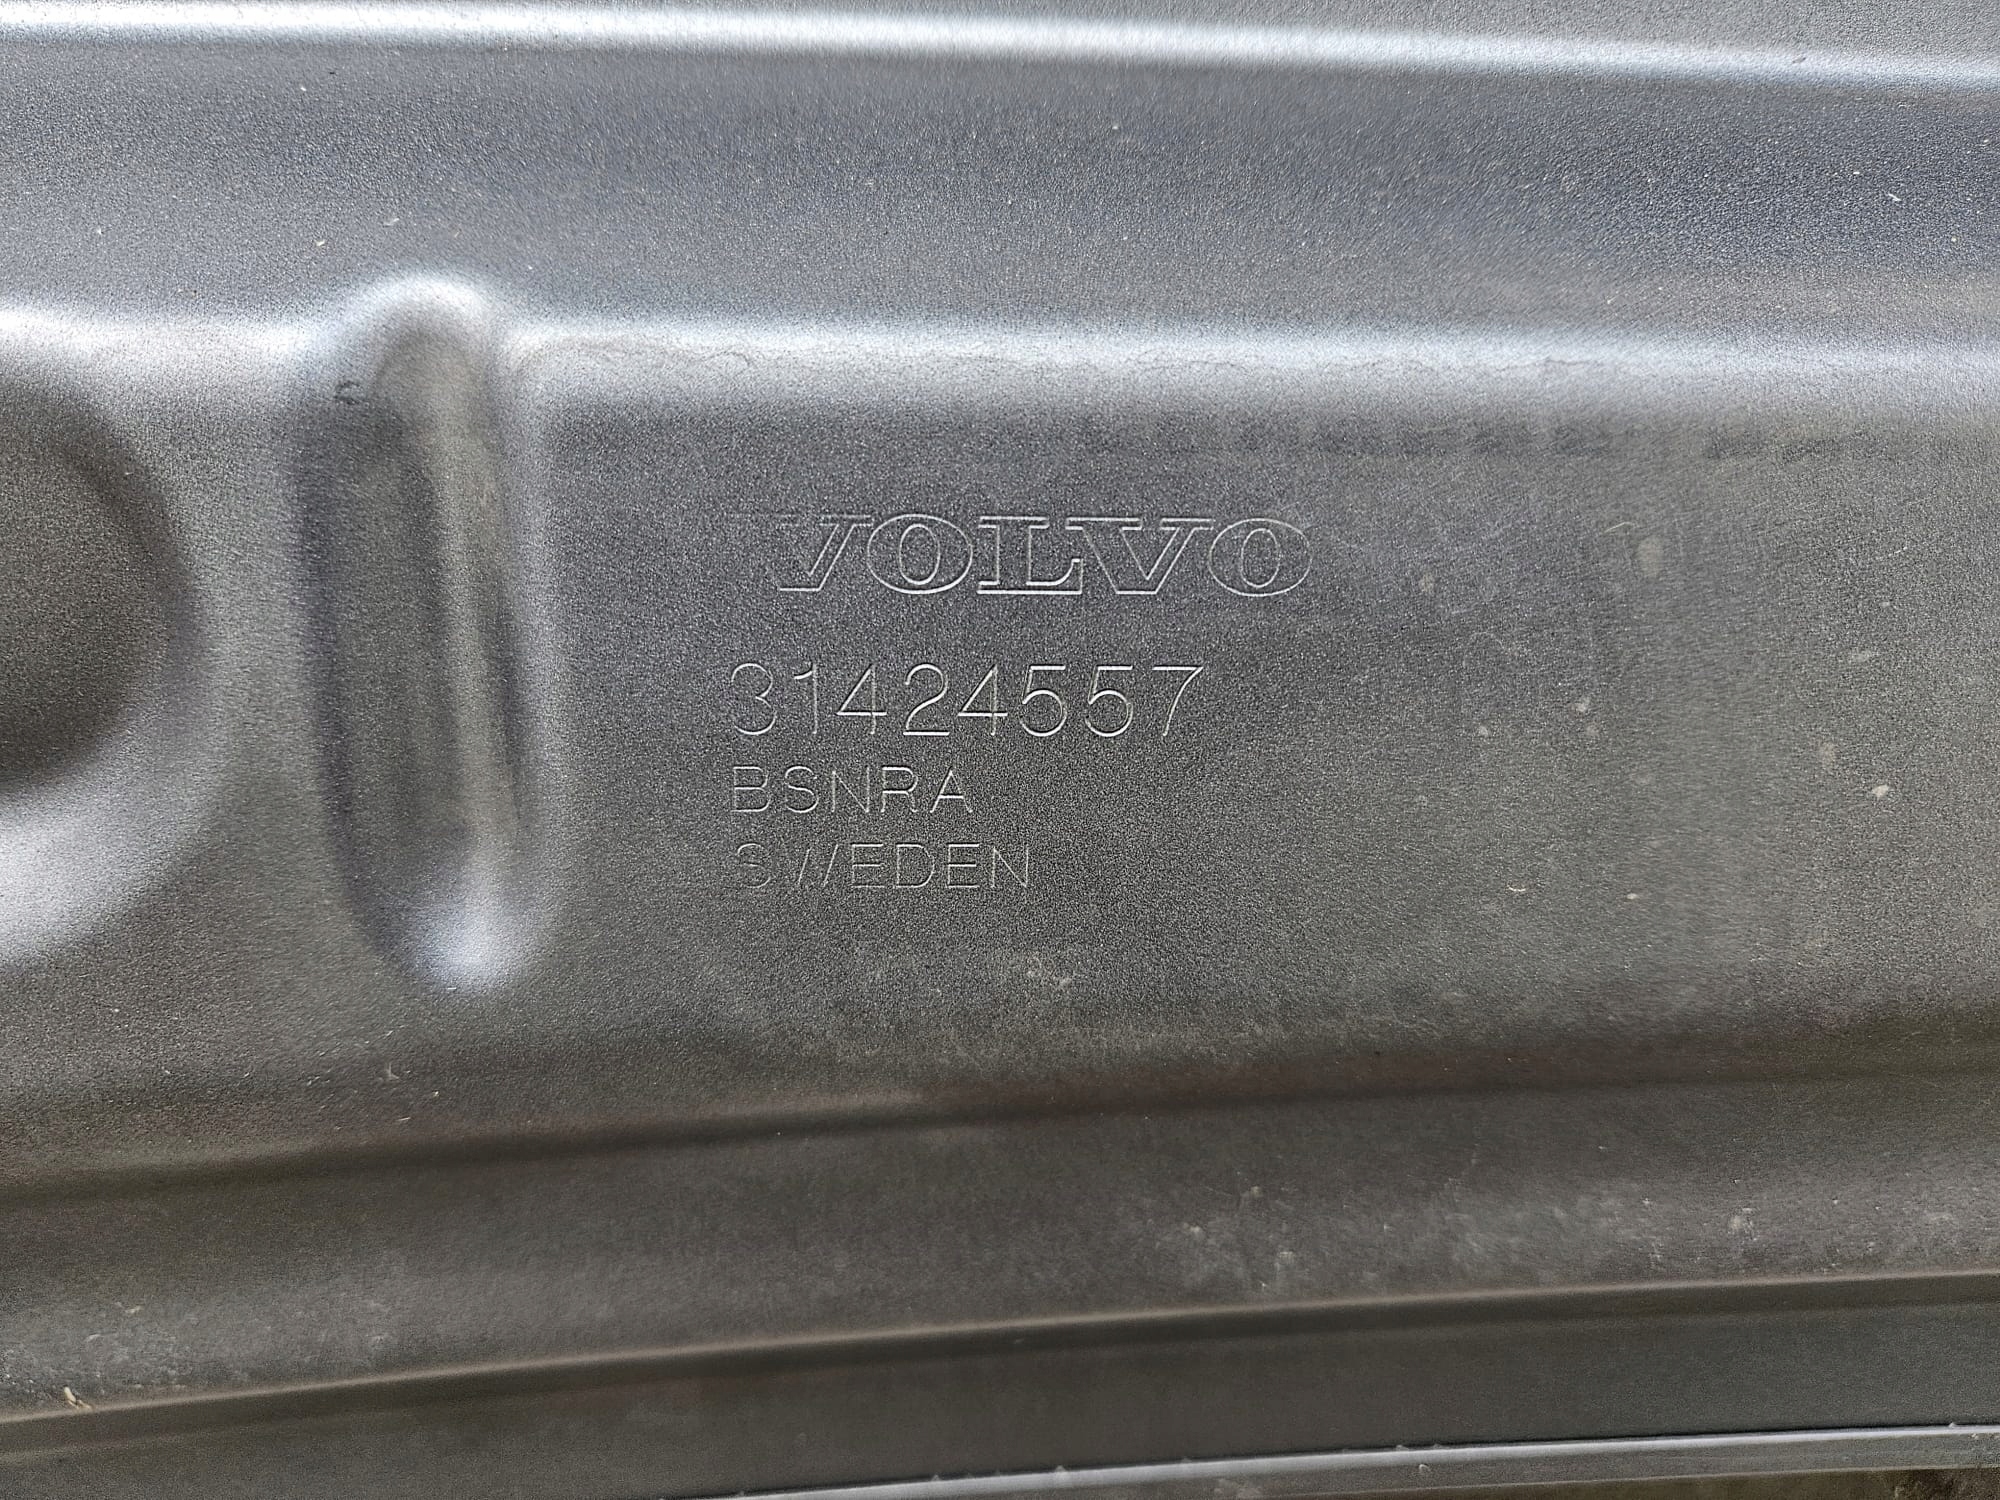 VOLVO
31424557
BSNRA
SWEDEN